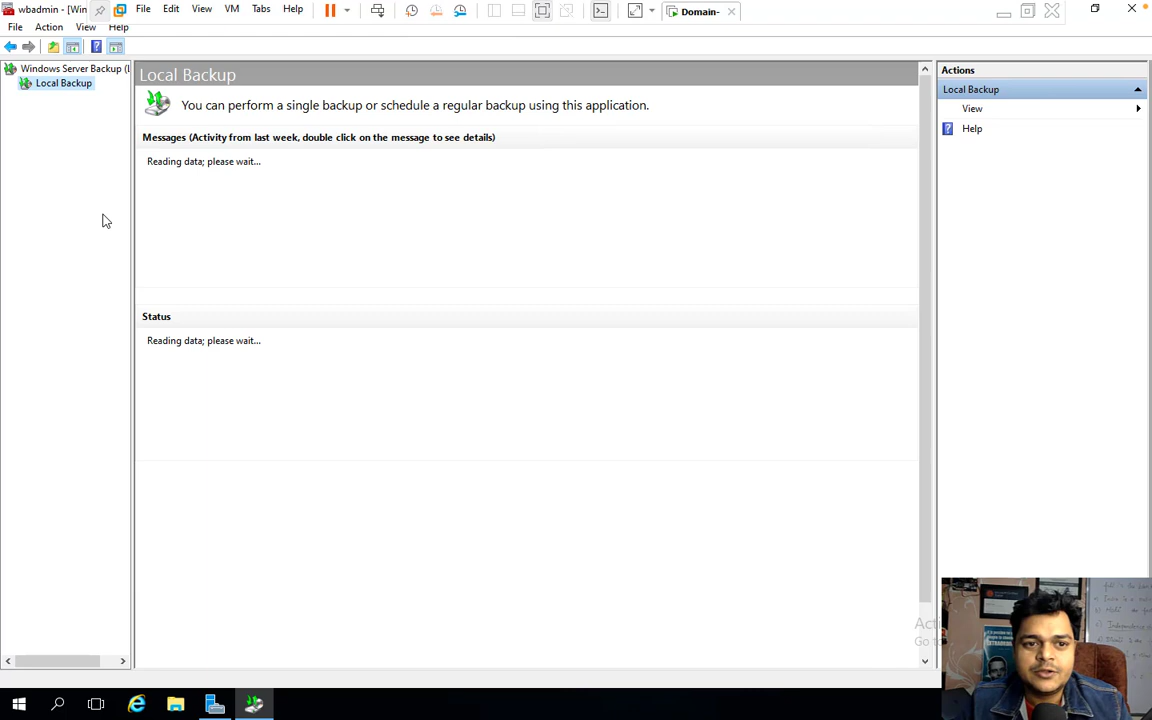 wbadmin - [Win
File
Edit
View
VM
Tabs
Help
Domain-
File
Action
View
Help
Windows Server Backup (l
Local Backup
Local Backup
You can perform a single backup or schedule a regular backup using this application.
Messages (Activity from last week, double click on the message to see details)
Reading data; please wait...
Status
Reading data; please wait...
Actions
Local Backup
View
Help
Acti
Go to